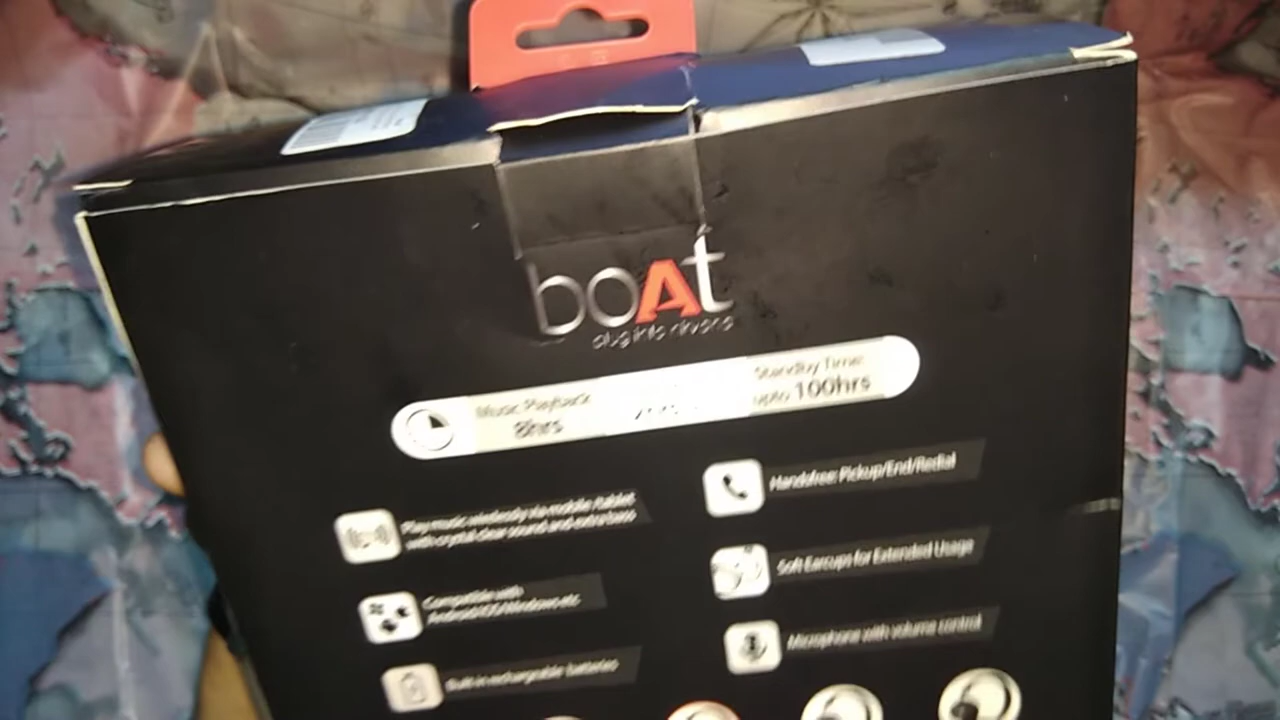 boAt
plug into nirvana
Music Playback
8hrs
Standby Time:
upto 100hrs
Play music wirelessly via mobile /tablet
with crystal clear sound and extra bass
Compatible with
Android/iOS/Windows etc
Built in rechargeable batteries
Handsfree: Pickup/End/Redial
Soft Earcups for Extended Usage
Microphone with volume control